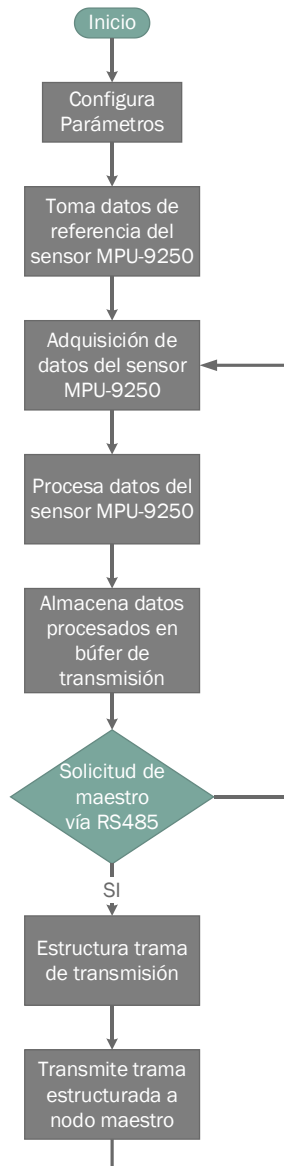 Inicio
Configura
Parámetros
Toma datos de
referencia del
sensor MPU-9250
Adquisición de
datos del sensor
MPU-9250
Procesa datos del
sensor MPU-9250
Almacena datos
procesados en
búfer de
transmisión
Solicitud de
maestro
vía RS485
SI
Estructura trama
de transmisión
Transmite trama
estructurada a
nodo maestro